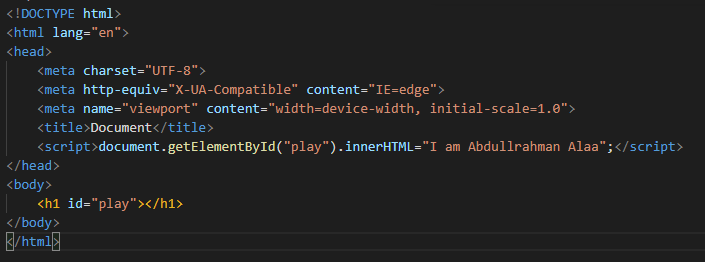 <!DOCTYPE html>
<html lang="en">
<head>
    <meta charset="UTF-8">
    <meta http-equiv="X-UA-Compatible" content="IE=edge">
    <meta name="viewport" content="width=device-width, initial-scale=1.0">
    <title>Document</title>
    <script>document.getElementById("play").innerHTML="I am Abdullrahman Alaa";</script>
</head>
<body>
    <h1 id="play"></h1>
</body>
</html>